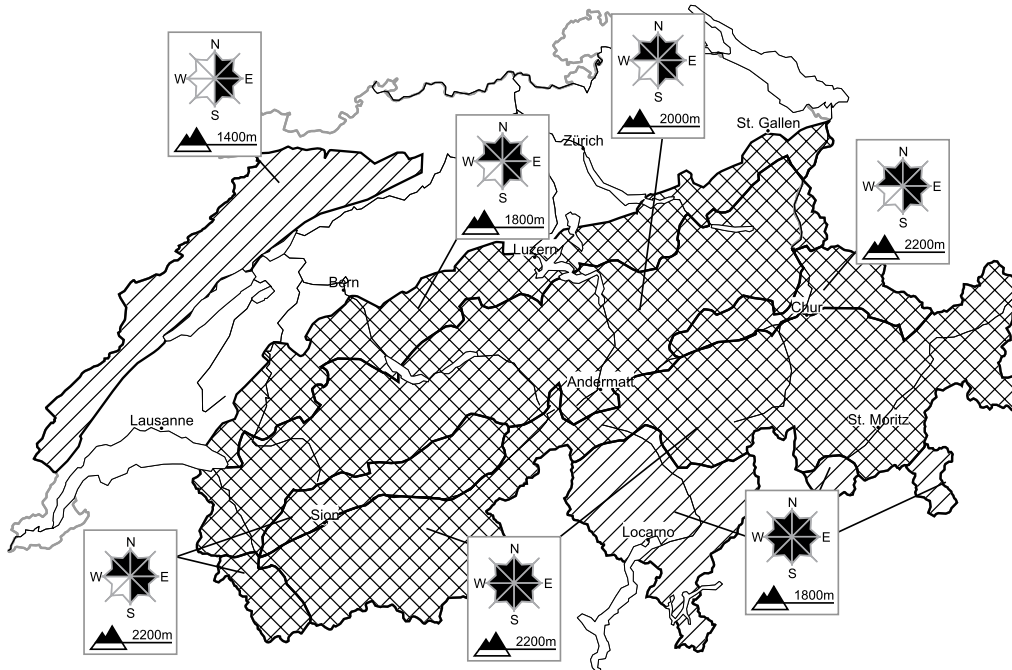 N
W E
S
1400m
N
W E
S
2000m
N
W E
S
1800m
N
W E
S
2200m
St. Gallen
Zürich
Luzern
Bern
Chur
Andermatt
Lausanne
St. Moritz
Sion
Locarno
N
W E
S
2200m
N
W E
S
2200m
N
W E
S
1800m